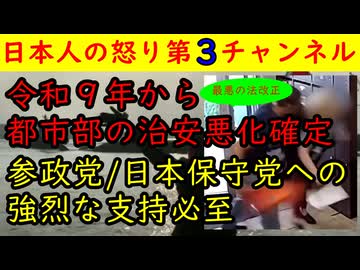 日本人の怒り第3チャンネル
最悪の法改正
令和9年から
都市部の治安悪化確定
参政党/日本保守党への
強烈な支持必至